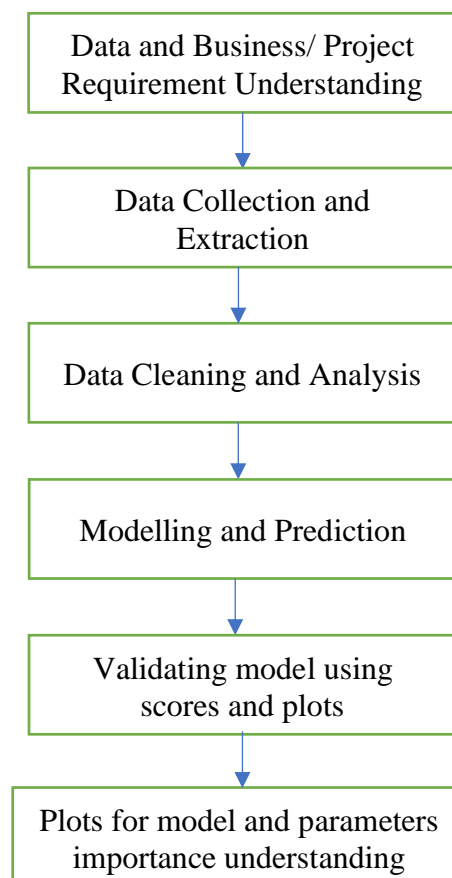 Data and Business/ Project
Requirement Understanding
Data Collection and
Extraction
Data Cleaning and Analysis
Modelling and Prediction
Validating model using
scores and plots
Plots for model and parameters
importance understanding